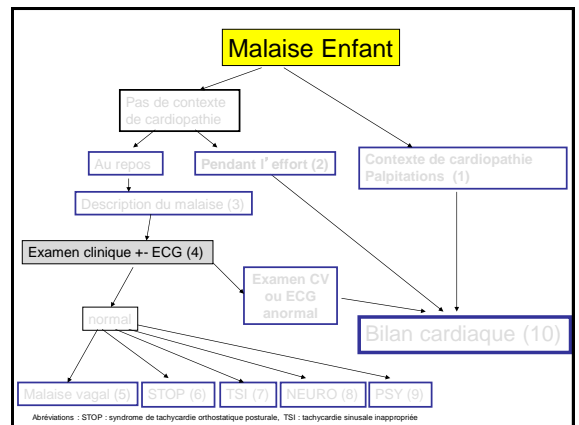 Malaise Enfant
Pas de contexte
de cardiopathie
Au repos
Pendant l'effort (2)
Contexte de cardiopathie
Palpitations (1)
Description du malaise (3)
Examen clinique +- ECG (4)
Examen CV
ou ECG
anormal
normal
Bilan cardiaque (10)
Malaise vagal (5)
STOP (6)
TSI (7)
NEURO (8)
PSY (9)
Abréviations : STOP : syndrome de tachycardie orthostatique posturale, TSI : tachycardie sinusale inappropriée